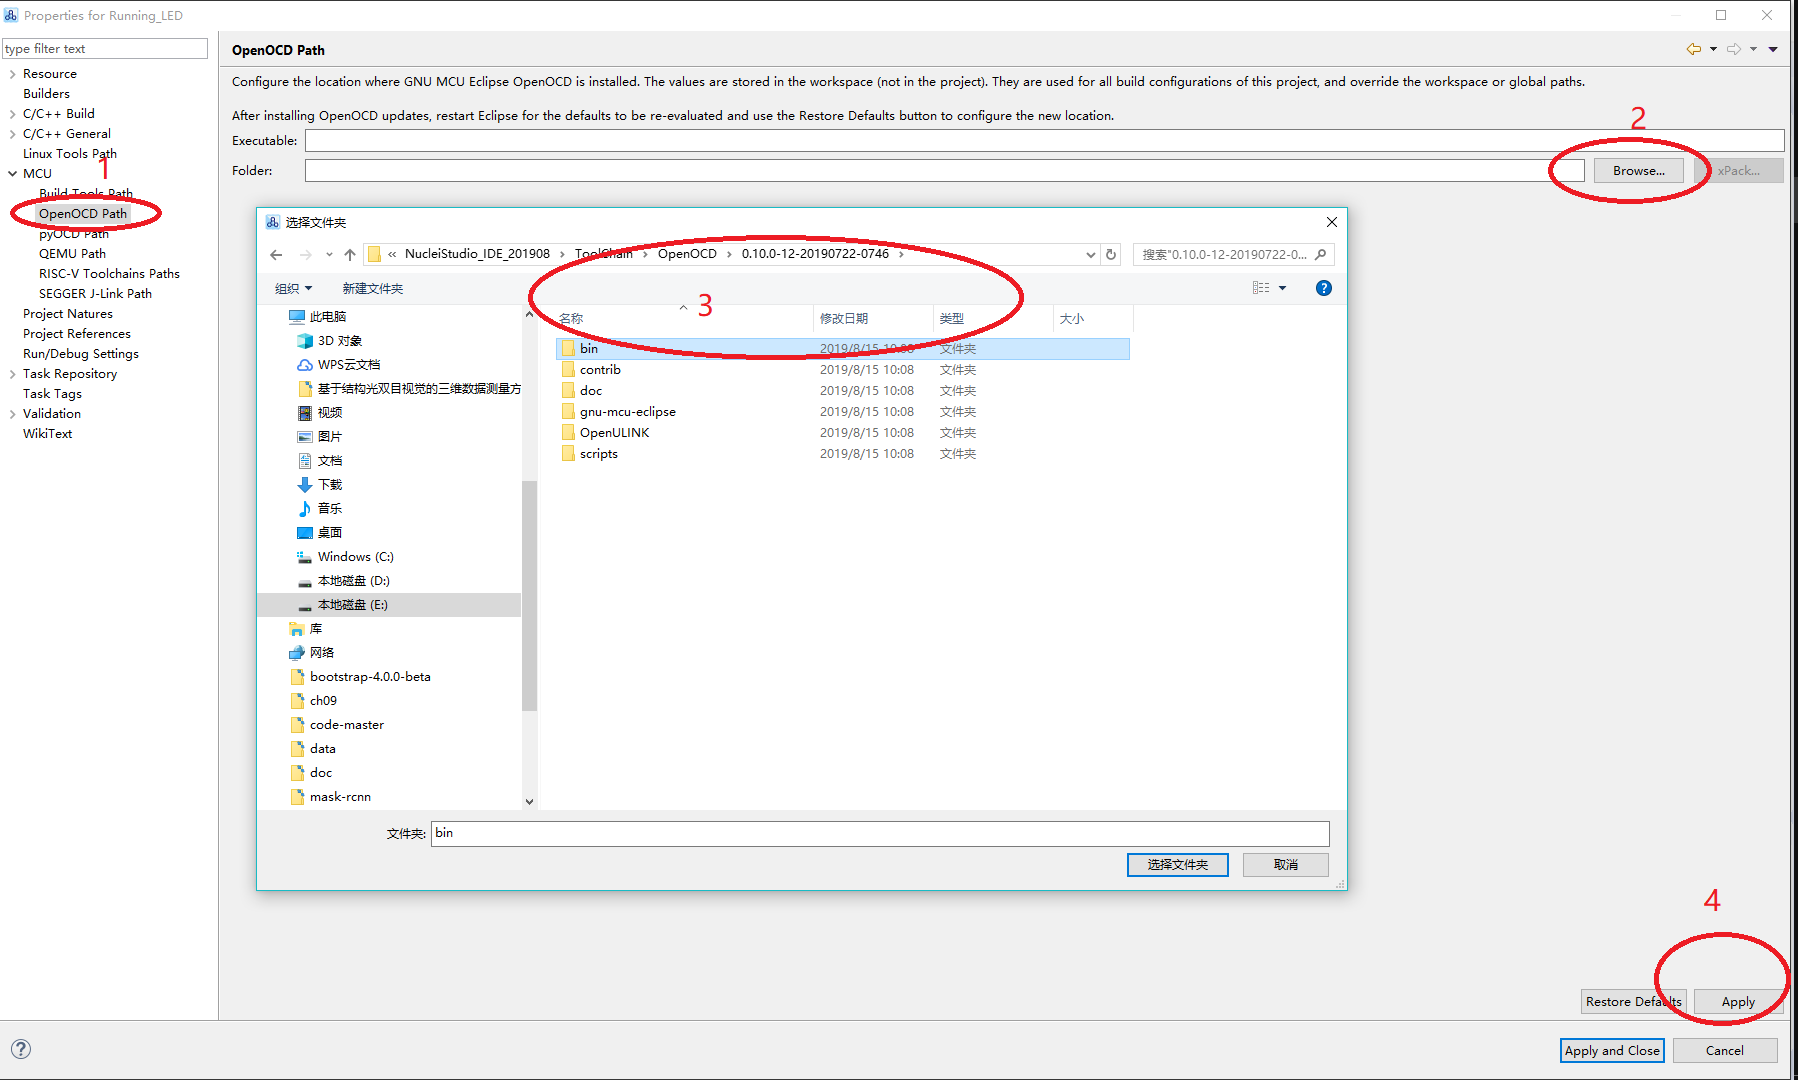 Properties for Running_LED
type filter text
Resource
Builders
C/C++ Build
C/C++ General
Linux Tools Path
MCU
1
Build Tools Path
OpenOCD Path
pyOCD Path
QEMU Path
RISC-V Toolchains Paths
SEGGER J-Link Path
Project Natures
Project References
Run/Debug Settings
Task Repository
Task Tags
Validation
WikiText
OpenOCD Path
Configure the location where GNU MCU Eclipse OpenOCD is installed. The values are stored in the workspace (not in the project). They are used for all build configurations of this project, and override the workspace or global paths.
After installing OpenOCD updates, restart Eclipse for the defaults to be re-evaluated and use the Restore Defaults button to configure the new location.
2
Executable:
Folder:
Browse...
xPack...
选择文件夹
« NucleiStudio_IDE_201908 › ToolChain › OpenOCD › 0.10.0-12-20190722-0746 ›
搜索"0.10.0-12-20190722-0...
组织
新建文件夹
3
此电脑
3D 对象
WPS云文档
基于结构光双目视觉的三维数据测量方
视频
图片
文档
下载
音乐
桌面
Windows (C:)
本地磁盘 (D:)
本地磁盘 (E:)
库
网络
bootstrap-4.0.0-beta
ch09
code-master
data
doc
mask-rcnn
名称 修改日期 类型 大小
bin 2019/8/15 10:08 文件夹
contrib 2019/8/15 10:08 文件夹
doc 2019/8/15 10:08 文件夹
gnu-mcu-eclipse 2019/8/15 10:08 文件夹
OpenULINK 2019/8/15 10:08 文件夹
scripts 2019/8/15 10:08 文件夹
文件夹: bin
选择文件夹
取消
4
Restore Defaults
Apply
Apply and Close
Cancel